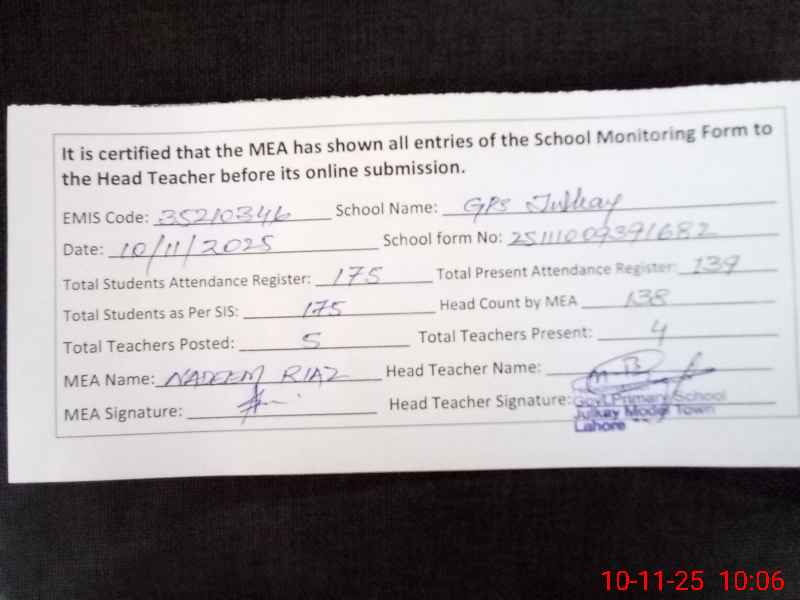 It is certified that the MEA has shown all entries of the School Monitoring Form to
the Head Teacher before its online submission.
EMIS Code: 35210346 School Name: GPS Julkay
Date: 10/11/2025 School form No: 25111009391682
Total Students Attendance Register: 175 Total Present Attendance Register: 139
Total Students as Per SIS: 175 Head Count by MEA 138
Total Teachers Posted: 5 Total Teachers Present: 4
MEA Name: NADEEM RIAZ Head Teacher Name:
MEA Signature: Head Teacher Signature:
Govt. Primary School
Julkay Model Town
Lahore
10-11-25 10:06